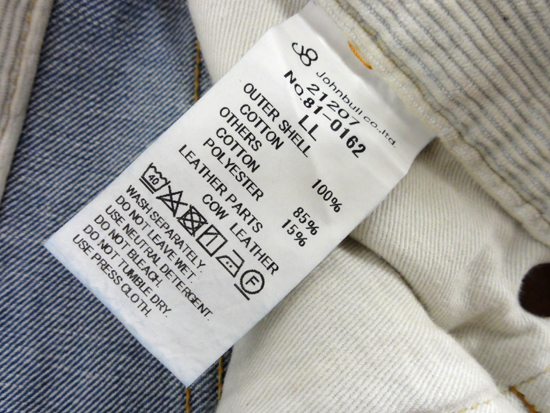 Johnbull co.,ltd.
21207
No.81-0162
LL
OUTER SHELL
COTTON 100%
OTHERS
COTTON 85%
POLYESTER 15%
LEATHER PARTS
COW LEATHER
40 F
WASH SEPARATELY.
DO NOT LEAVE WET.
USE NEUTRAL DETERGENT.
DO NOT BLEACH.
DO NOT TUMBLE DRY.
USE PRESS CLOTH.